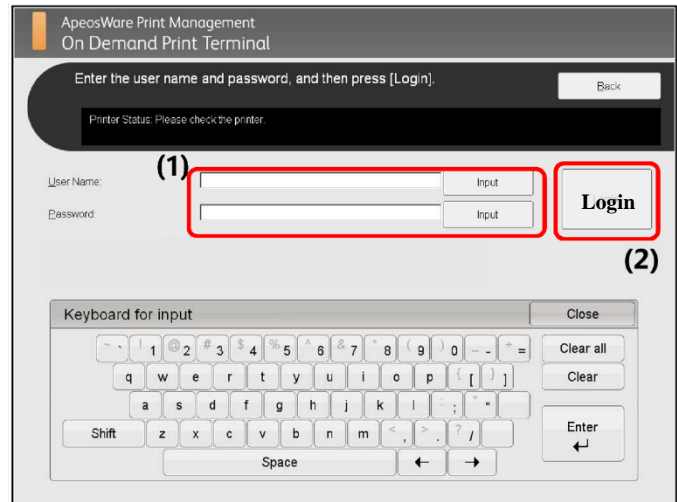 ApeosWare Print Management
On Demand Print Terminal
Enter the user name and password, and then press [Login].
Back
Printer Status: Please check the printer.
(1)
User Name:
Input
Password
Input
Login
(2)
Keyboard for input
Close
~ ` ! 1 @ 2 # 3 $ 4 % 5 ^ 6 & 7 * 8 ( 9 ) 0 _ - + =
Clear all
q w e r t y u i o p { [ } ]
Clear
a s d f g h j k l : ; " "
Shift z x c v b n m < , > . ? /
Enter
↵
Space ← →